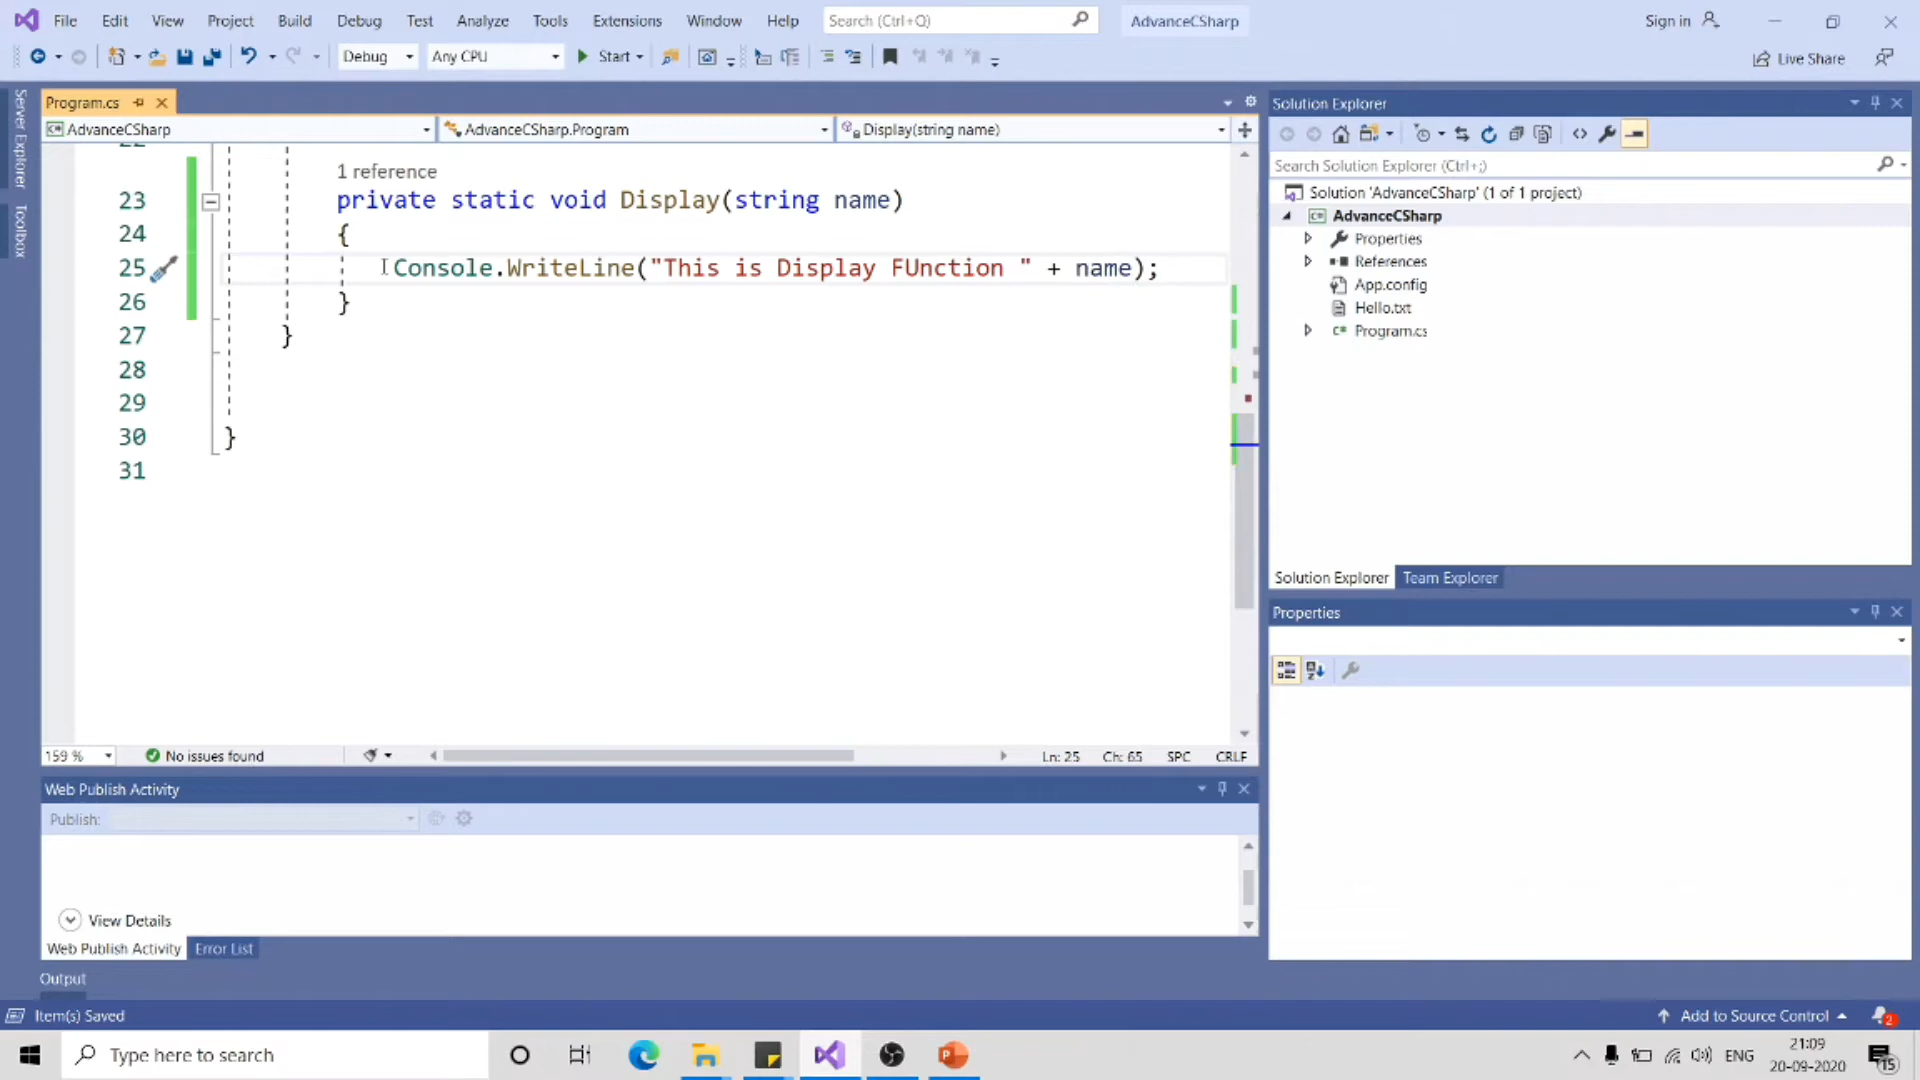 File Edit View Project Build Debug Test Analyze Tools Extensions Window Help Search (Ctrl+Q) AdvanceCSharp Sign in
Debug Any CPU Start Live Share
Server Explorer
Toolbox
Program.cs
AdvanceCSharp AdvanceCSharp.Program Display(string name)
1 reference
23 private static void Display(string name)
24 {
25 Console.WriteLine("This is Display FUnction " + name);
26 }
27 }
28
29
30 }
31
159 % No issues found Ln: 25 Ch: 65 SPC CRLF
Web Publish Activity
Publish:
View Details
Web Publish Activity Error List
Output
Solution Explorer
Search Solution Explorer (Ctrl+;)
Solution 'AdvanceCSharp' (1 of 1 project)
AdvanceCSharp
Properties
References
App.config
Hello.txt
Program.cs
Solution Explorer Team Explorer
Properties
Item(s) Saved Add to Source Control 2
Type here to search ENG 21:09
20-09-2020 15